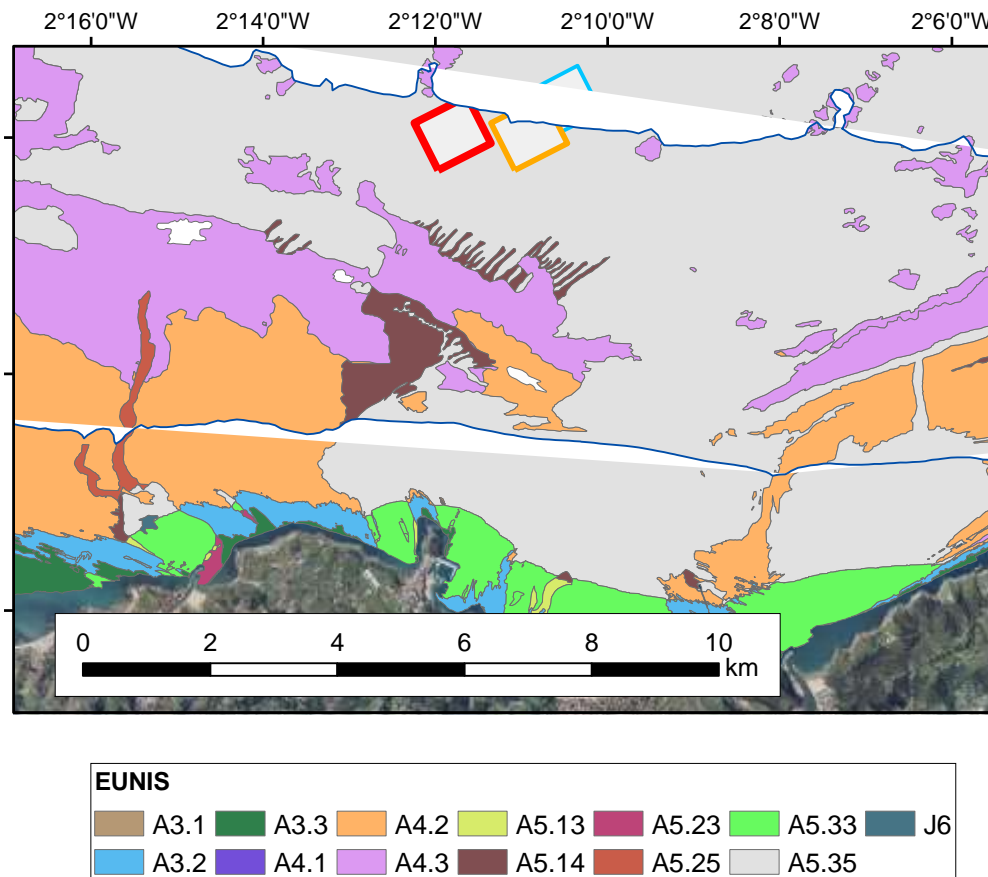 2°16'0"W 2°14'0"W 2°12'0"W 2°10'0"W 2°8'0"W 2°6'0"W
0 2 4 6 8 10
km
EUNIS
A3.1 A3.3 A4.2 A5.13 A5.23 A5.33 J6
A3.2 A4.1 A4.3 A5.14 A5.25 A5.35